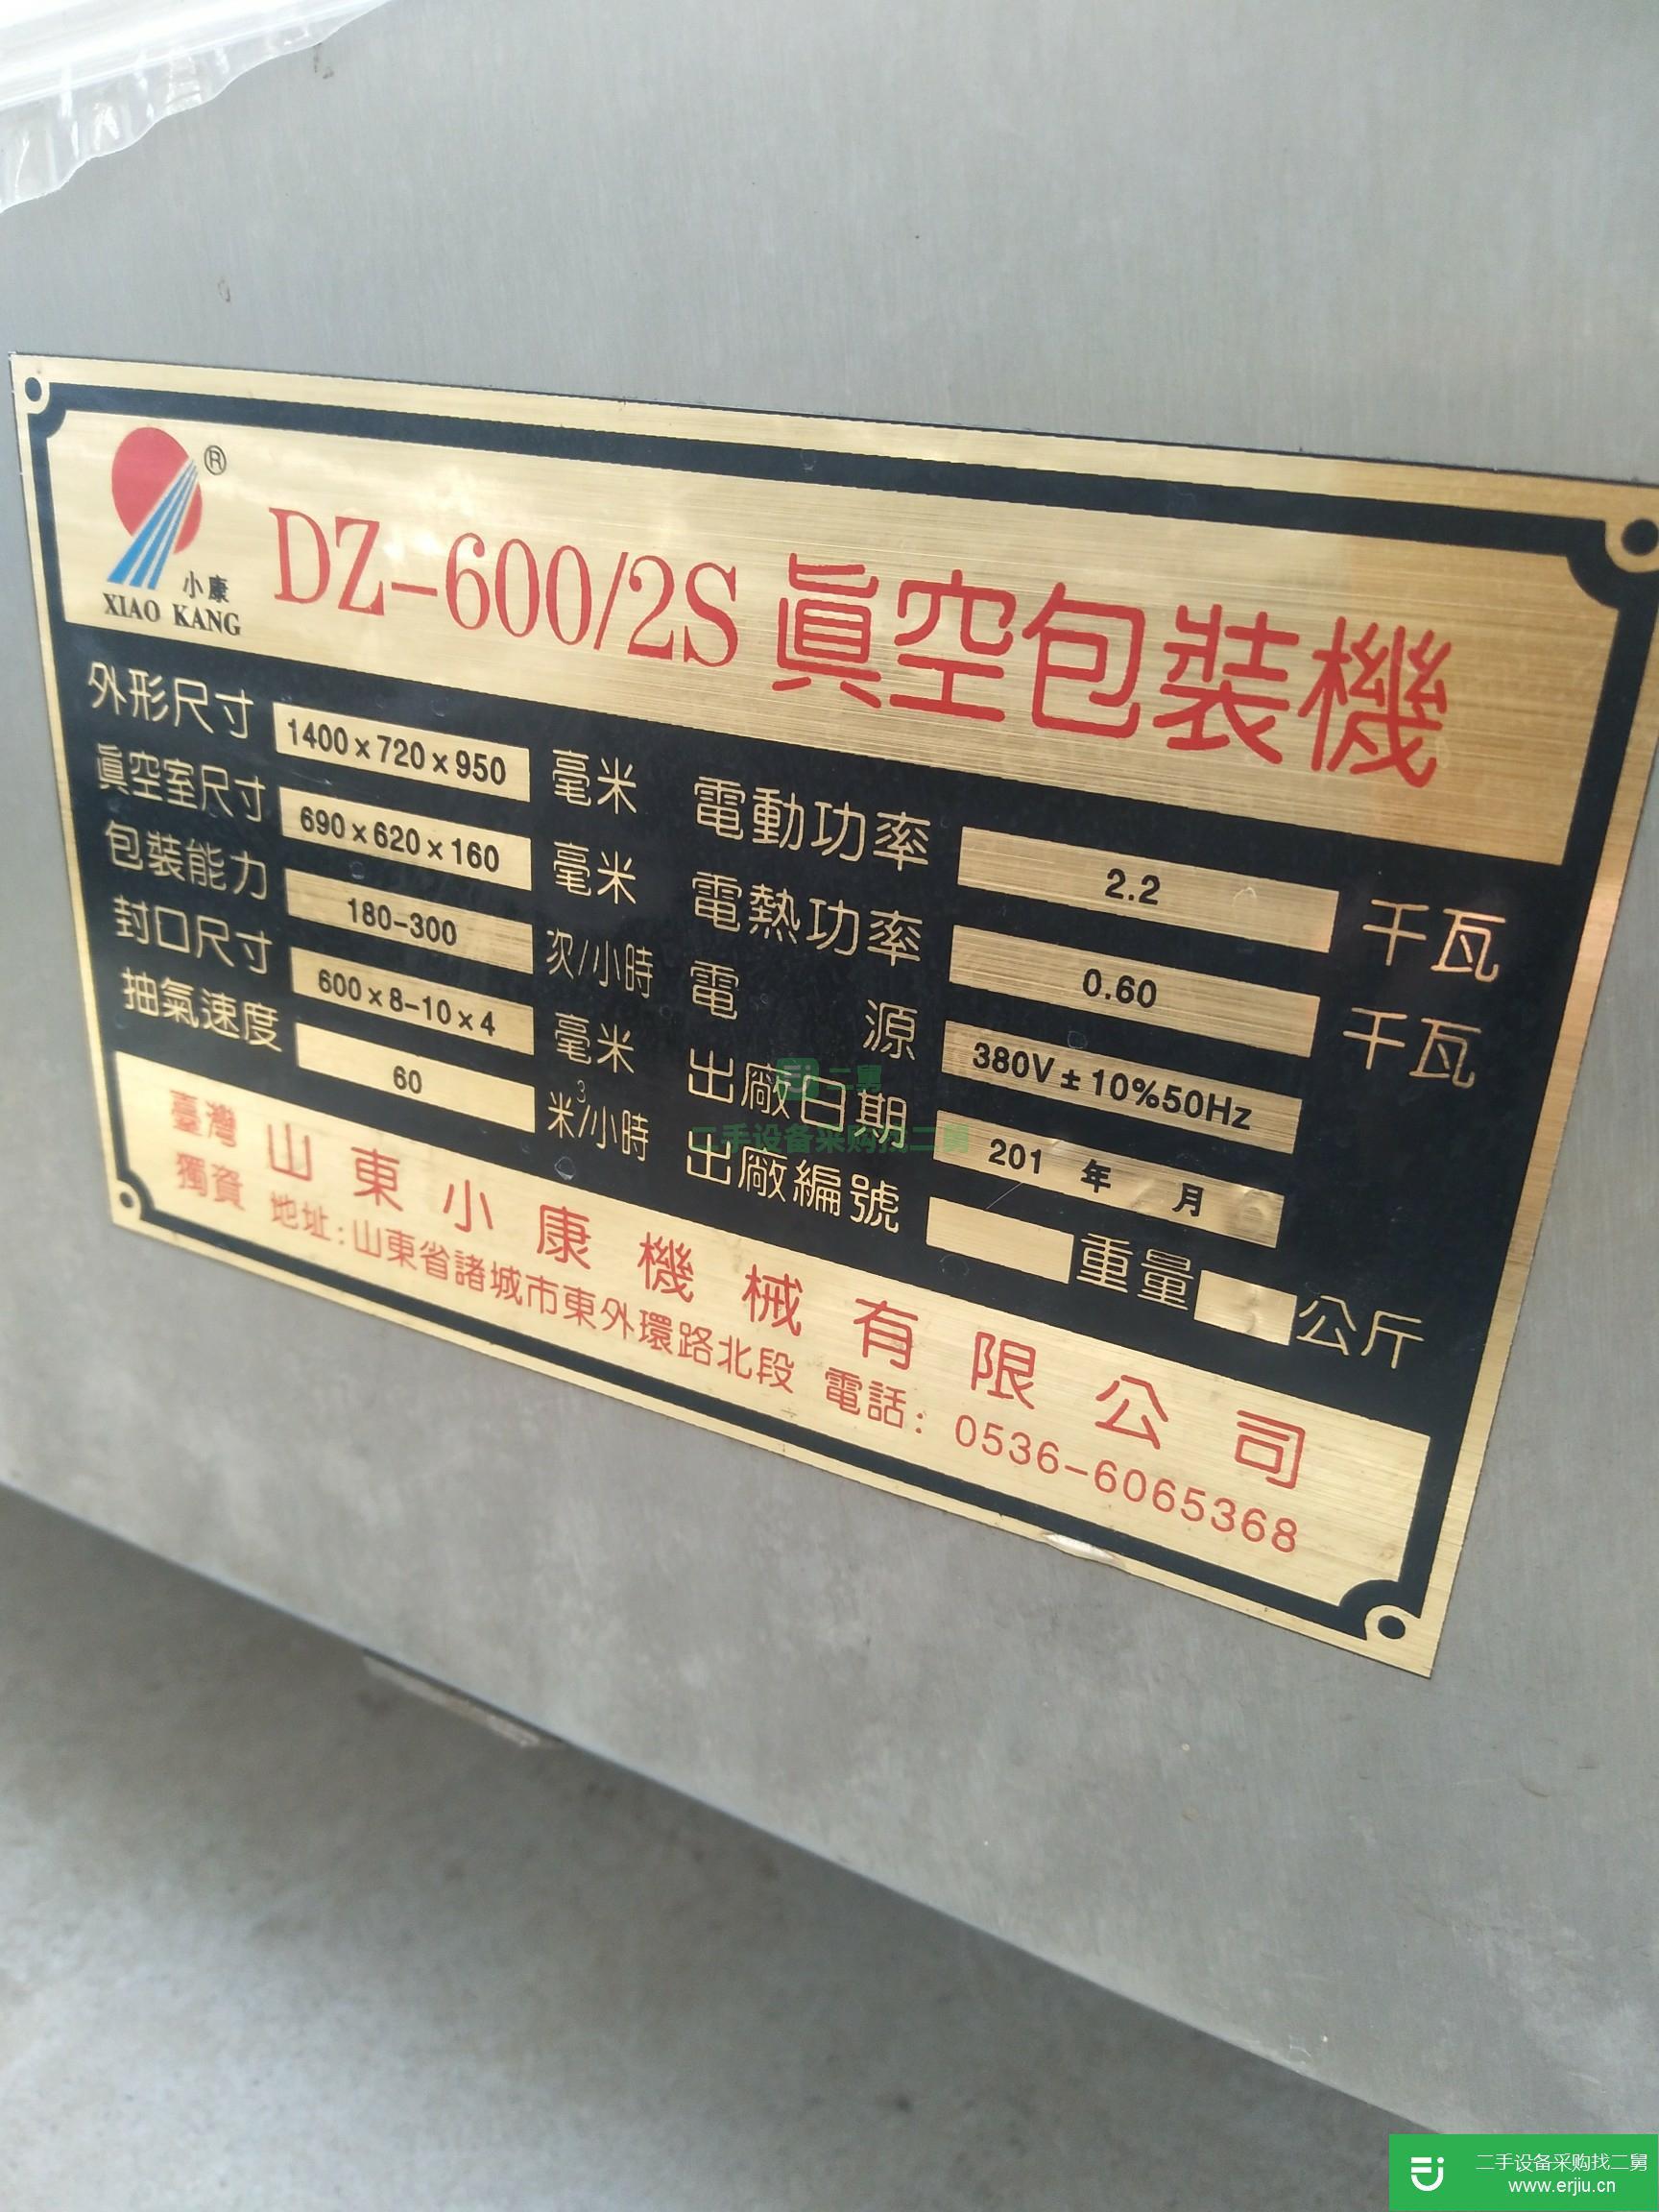 ®
小康
XIAO KANG
DZ-600/2S 眞空包裝機
外形尺寸 1400×720×950 毫米
眞空室尺寸 690×620×160 毫米
包裝能力 180-300 次/小時
封口尺寸 600×8-10×4 毫米
抽氣速度 60 米³/小時
電動功率 2.2 千瓦
電熱功率 0.60 千瓦
電源 380V±10%50Hz
出廠日期 201 年 月
出廠編號 重量 公斤
臺灣獨資 山東小康機械有限公司
地址:山東省諸城市東外環路北段 電話: 0536-6065368
二舅
二手设备采购找二舅
二手设备采购找二舅
www.erjiu.cn